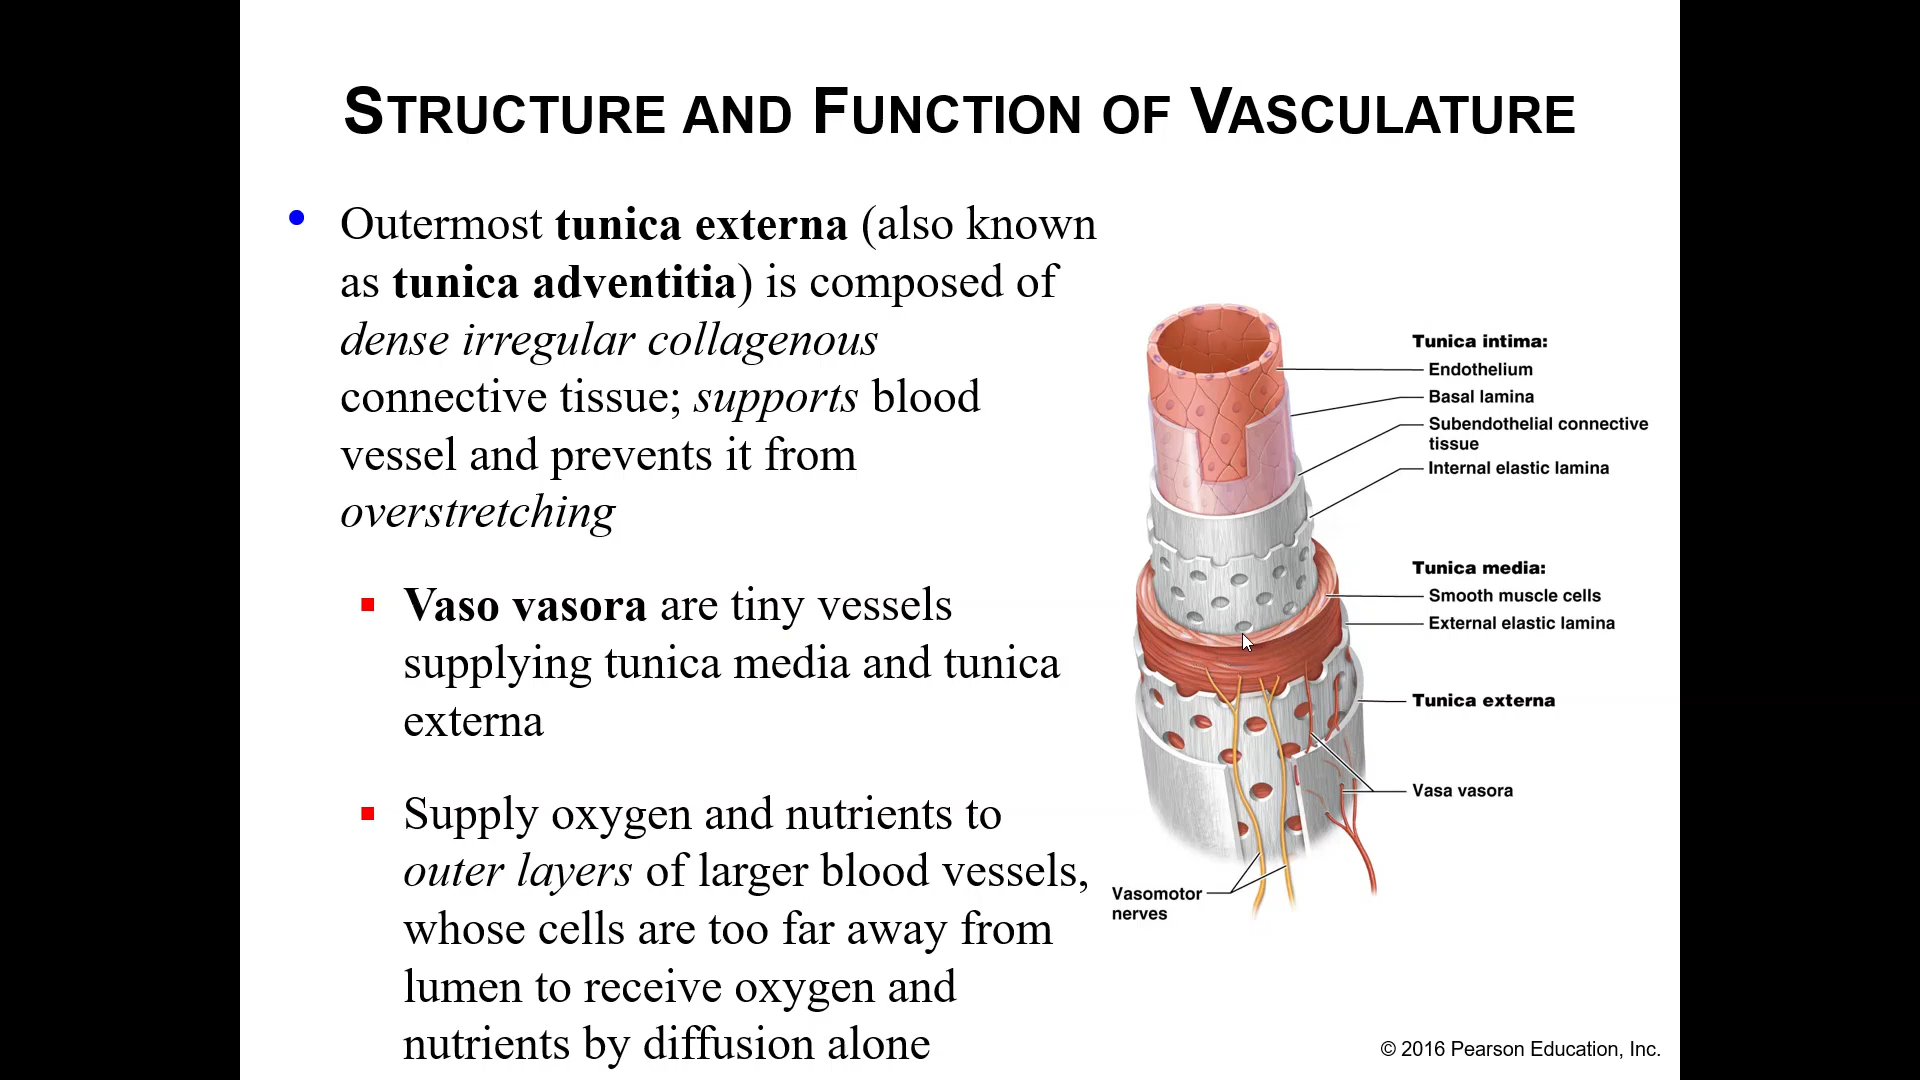 STRUCTURE AND FUNCTION OF VASCULATURE
• Outermost tunica externa (also known
as tunica adventitia) is composed of
dense irregular collagenous
connective tissue; supports blood
vessel and prevents it from
overstretching
▪ Vaso vasora are tiny vessels
supplying tunica media and tunica
externa
▪ Supply oxygen and nutrients to
outer layers of larger blood vessels,
whose cells are too far away from
lumen to receive oxygen and
nutrients by diffusion alone
Tunica intima:
Endothelium
Basal lamina
Subendothelial connective
tissue
Internal elastic lamina
Tunica media:
Smooth muscle cells
External elastic lamina
Tunica externa
Vasa vasora
Vasomotor
nerves
© 2016 Pearson Education, Inc.